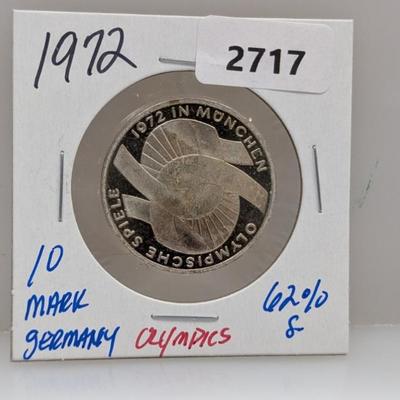 1972
2717
1972 IN MÜNCHEN
OLYMPISCHE SPIELE
10
MARK
GERMANY OLYMPICS
62%
S